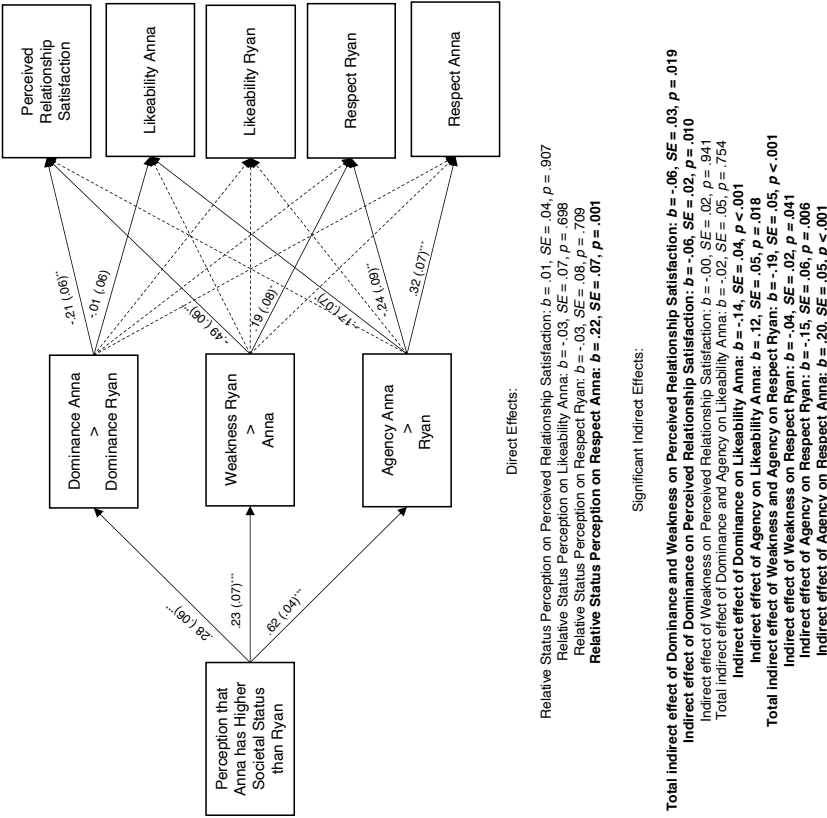 Perception that
Anna has Higher
Societal Status
than Ryan
.28 (.06)***
.23 (.07)***
.62 (.04)***
Dominance Anna
>
Dominance Ryan
Weakness Ryan
>
Anna
Agency Anna
>
Ryan
-.21 (.06)**
-.01 (.06)
-.49 (.06)***
.19 (.08)*
-.17 (.07)*
-.24 (.09)**
.32 (.07)***
Perceived
Relationship
Satisfaction
Likeability Anna
Likeability Ryan
Respect Ryan
Respect Anna
Direct Effects:
Relative Status Perception on Perceived Relationship Satisfaction: b = .01, SE = .04, p = .907
Relative Status Perception on Likeability Anna: b = -.03, SE = .07, p = .698
Relative Status Perception on Respect Ryan: b = -.03, SE = .08, p = .709
Relative Status Perception on Respect Anna: b = .22, SE = .07, p = .001
Significant Indirect Effects:
Total indirect effect of Dominance and Weakness on Perceived Relationship Satisfaction: b = -.06, SE = .03, p = .019
Indirect effect of Dominance on Perceived Relationship Satisfaction: b = -.06, SE = .02, p = .010
Indirect effect of Weakness on Perceived Relationship Satisfaction: b = -.00, SE = .02, p = .941
Total indirect effect of Dominance and Agency on Likeability Anna: b = -.02, SE = .05, p = .754
Indirect effect of Dominance on Likeability Anna: b = -.14, SE = .04, p < .001
Indirect effect of Agency on Likeability Anna: b = .12, SE = .05, p = .018
Total indirect effect of Weakness and Agency on Respect Ryan: b = -.19, SE = .05, p < .001
Indirect effect of Weakness on Respect Ryan: b = -.04, SE = .02, p = .041
Indirect effect of Agency on Respect Ryan: b = -.15, SE = .06, p = .006
Indirect effect of Agency on Respect Anna: b = .20, SE = .05, p < .001